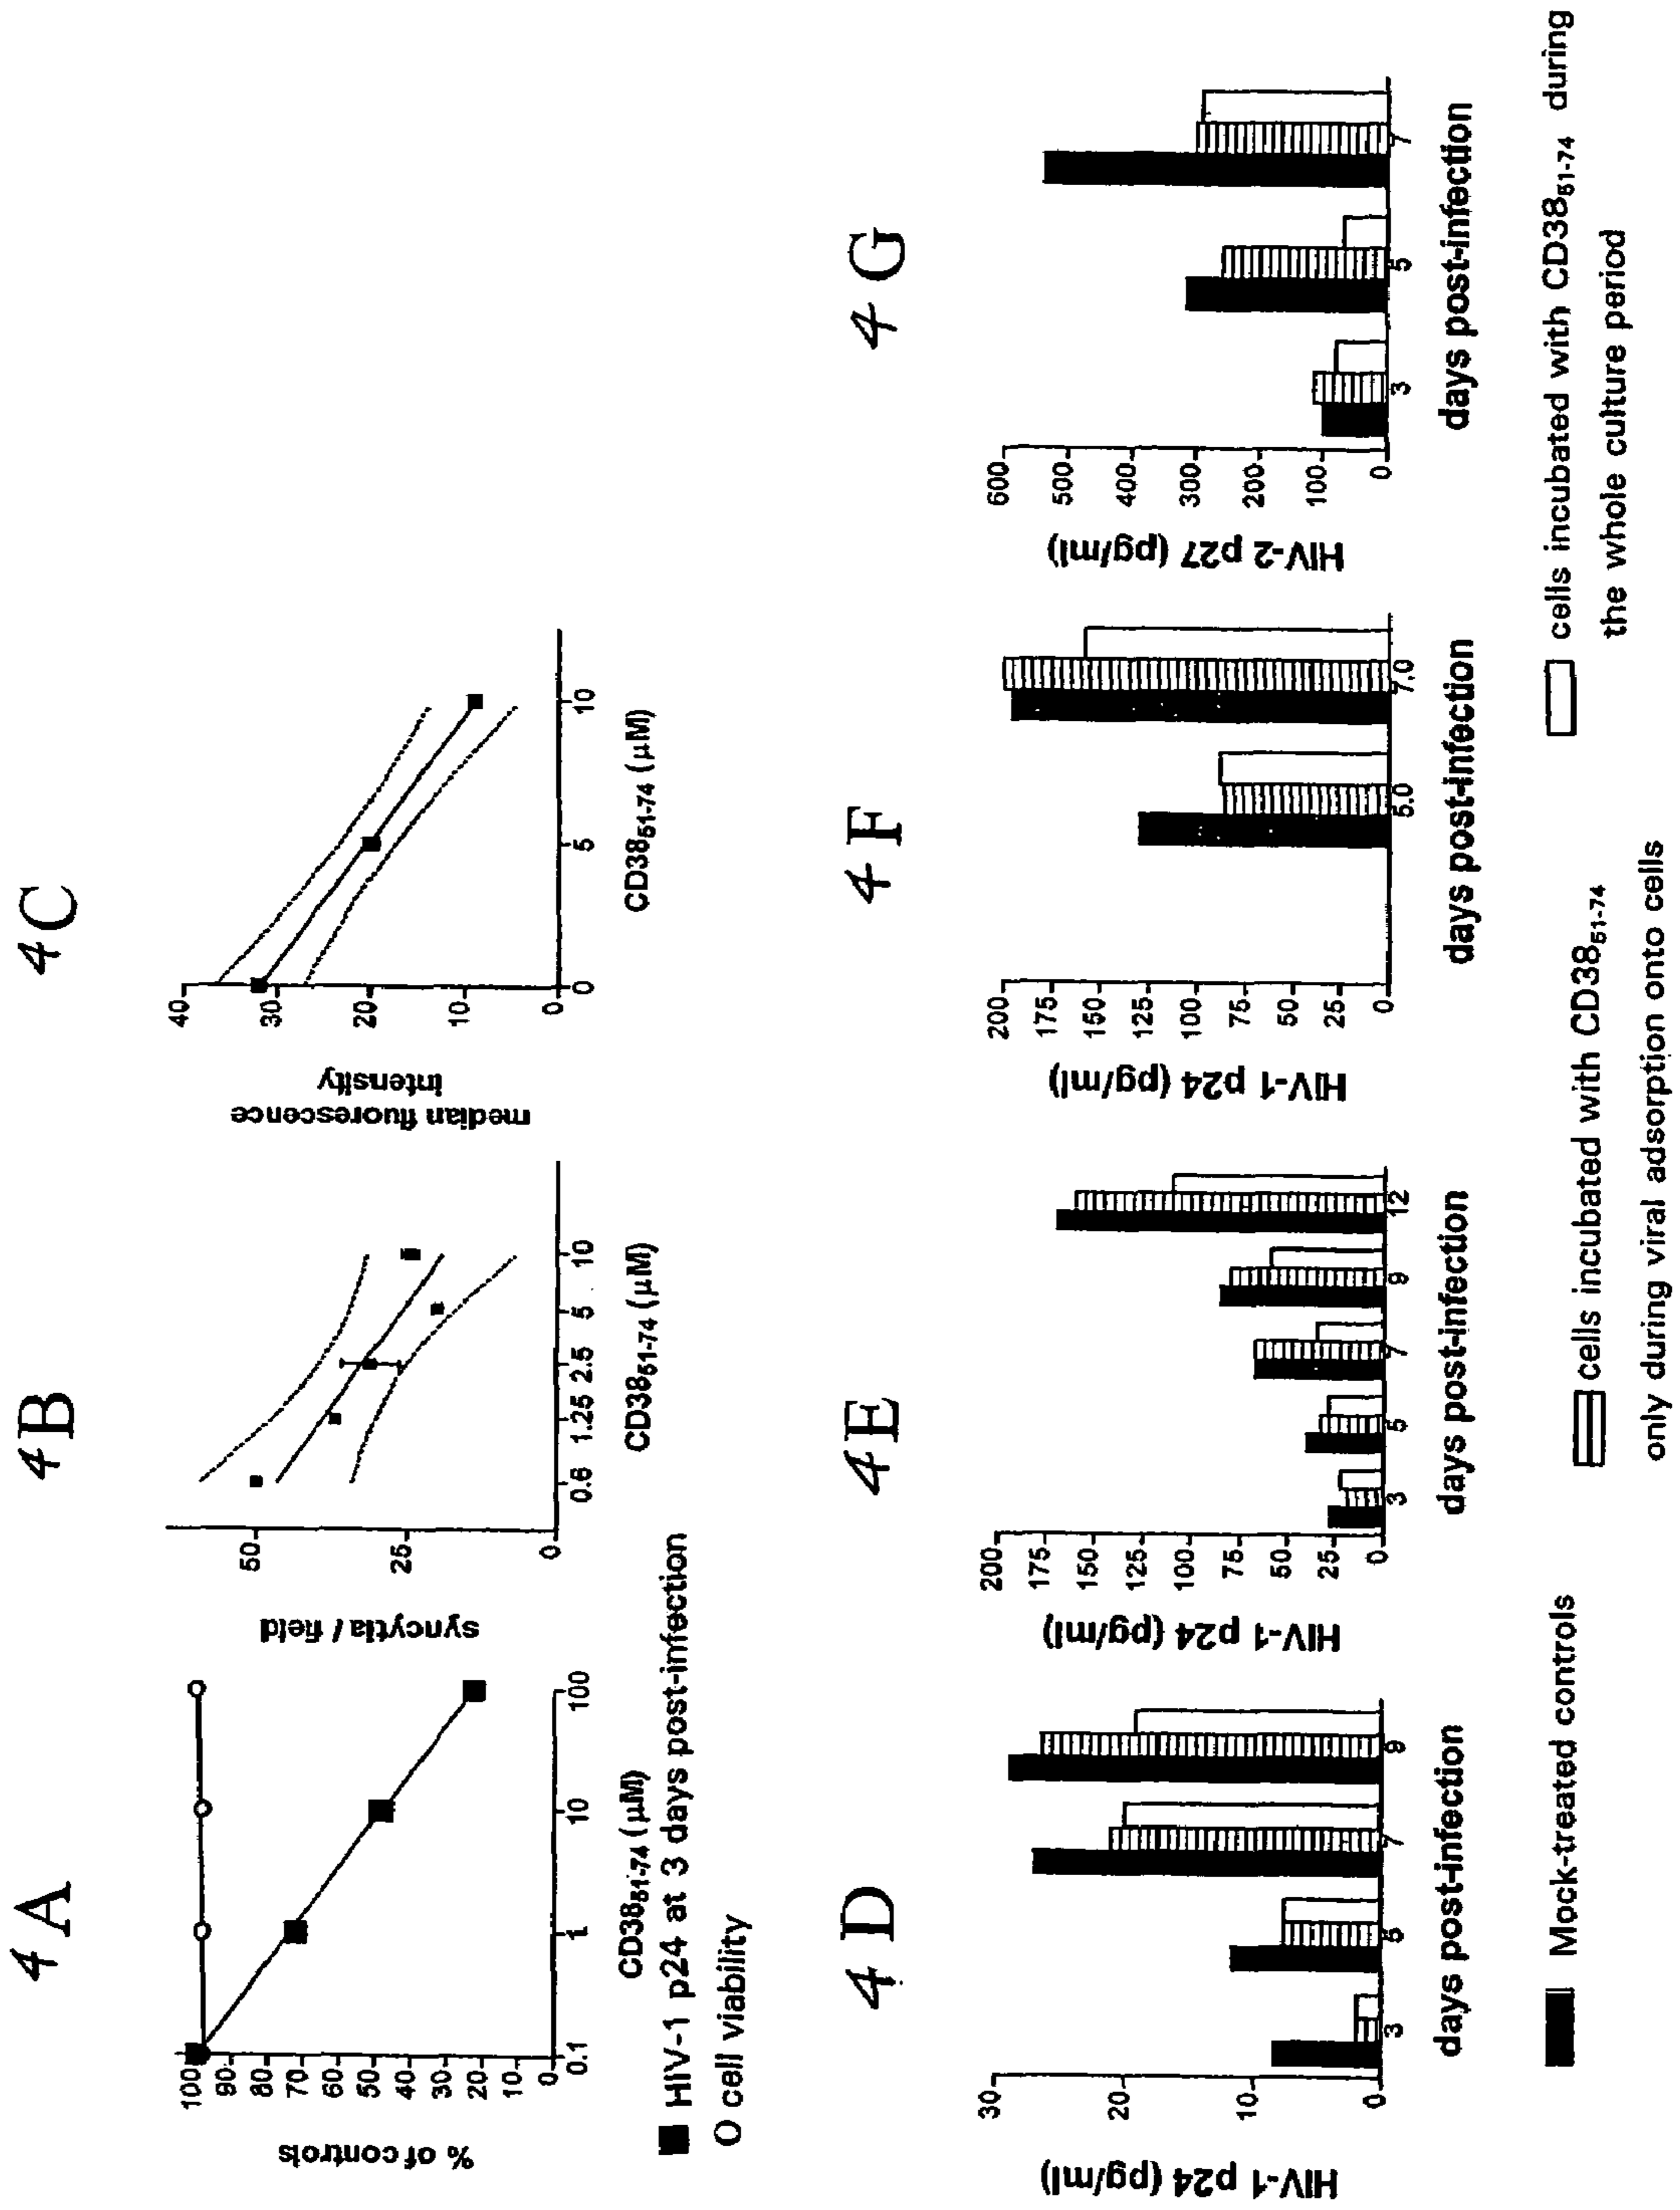 4A
% of controls
100
90
80
70
60
50
40
30
20
10
0
0.1
1
10
100
CD38₅₁₋₇₄ (μM)
■ HIV-1 p24 at 3 days post-infection
O cell viability
4B
syncytia / field
50
25
0
0.6 1.25 2.5 5 10
CD38₅₁₋₇₄ (μM)
4C
median fluorescence
intensity
40
30
20
10
0
0 5 10
CD38₅₁₋₇₄ (μM)
4D
HIV-1 p24 (pg/ml)
30
20
10
0
3 5 7 9
days post-infection
4E
HIV-1 p24 (pg/ml)
200
175
150
125
100
75
50
25
0
3 5 7 9 12
days post-infection
4F
HIV-1 p24 (pg/ml)
200
175
150
125
100
75
50
25
0
5.0 7.0
days post-infection
4G
HIV-2 p27 (pg/ml)
600
500
400
300
200
100
0
3 5 7
days post-infection
Mock-treated controls
cells incubated with CD38₅₁₋₇₄
only during viral adsorption onto cells
cells incubated with CD38₅₁₋₇₄ during
the whole culture period